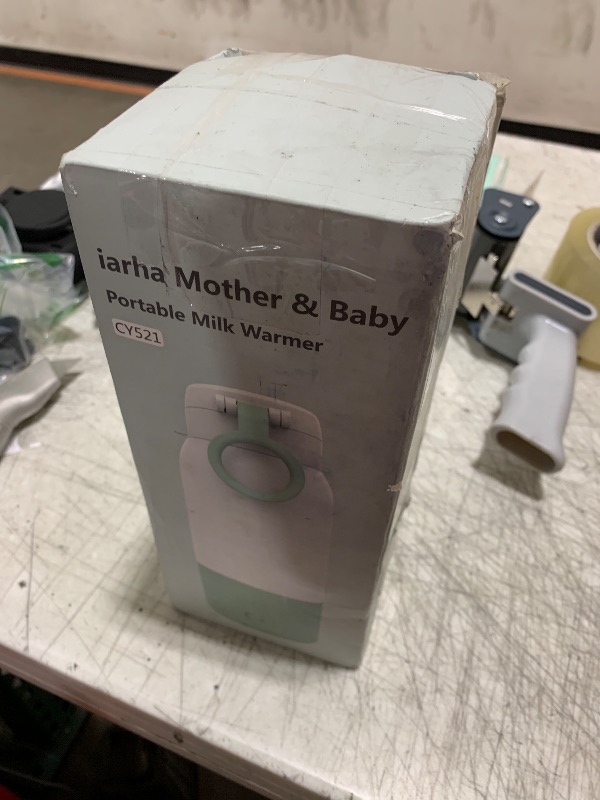 iarha Mother & Baby
Portable Milk Warmer
CY521